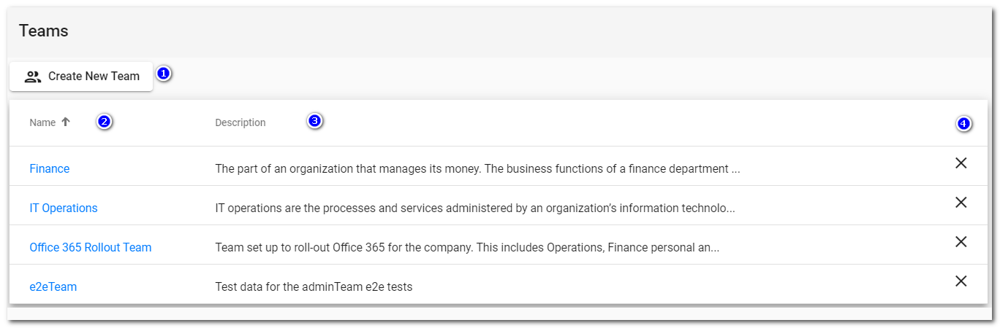 Teams
Create New Team 1
Name 2 Description 3 4
Finance The part of an organization that manages its money. The business functions of a finance department ...
IT Operations IT operations are the processes and services administered by an organization's information technolo...
Office 365 Rollout Team Team set up to roll-out Office 365 for the company. This includes Operations, Finance personal an...
e2eTeam Test data for the adminTeam e2e tests